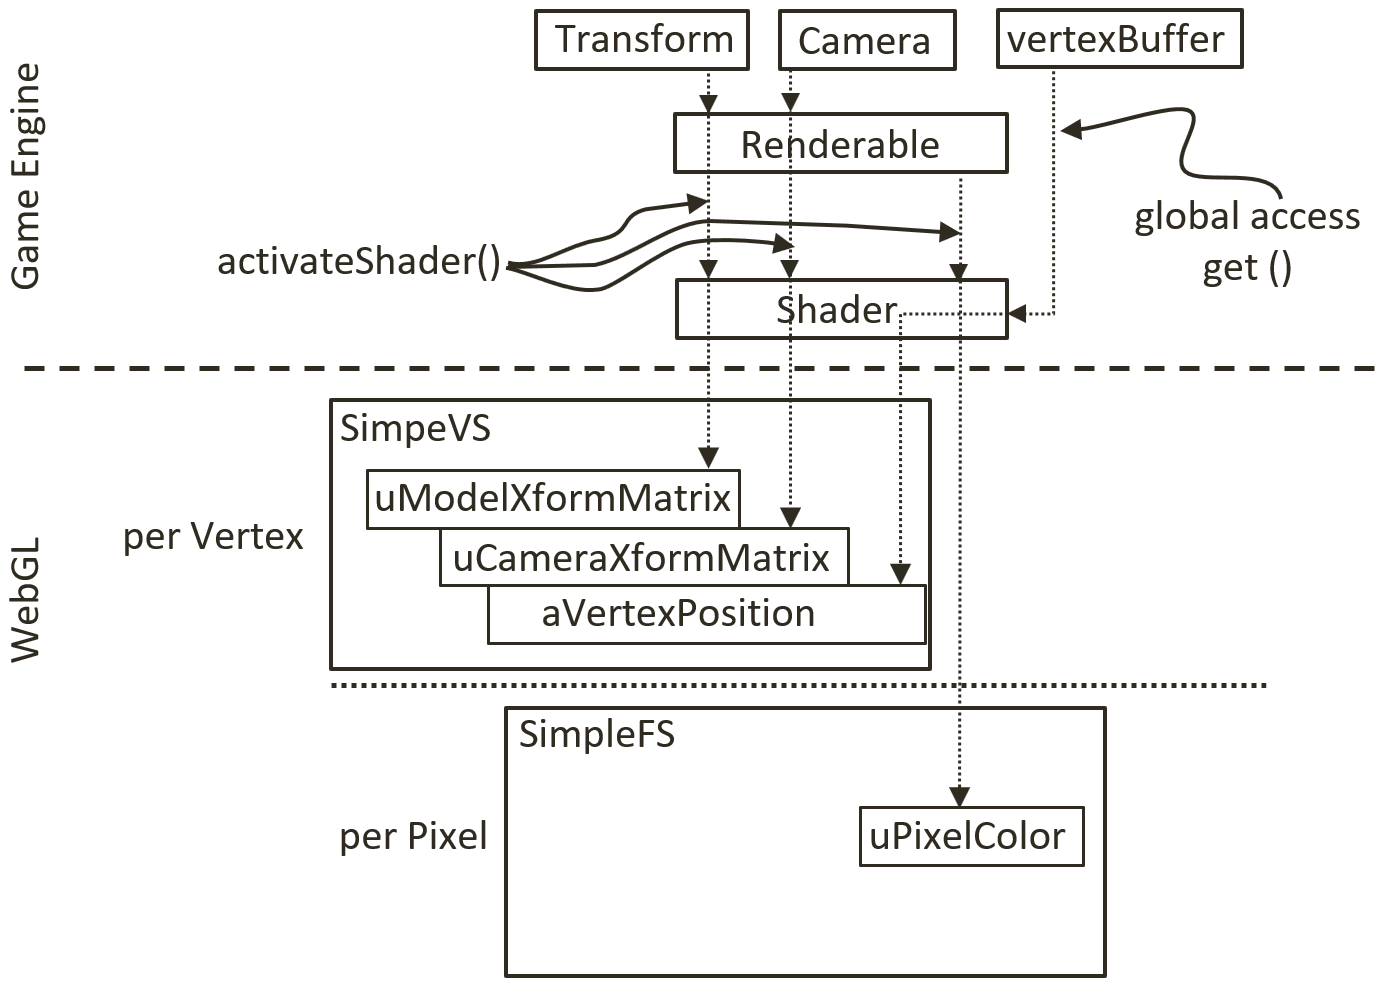 Transform
Camera
vertexBuffer
Game Engine
Renderable
global access
get ()
activateShader()
Shader
SimpeVS
uModelXformMatrix
per Vertex
uCameraXformMatrix
WebGL
aVertexPosition
SimpleFS
per Pixel
uPixelColor